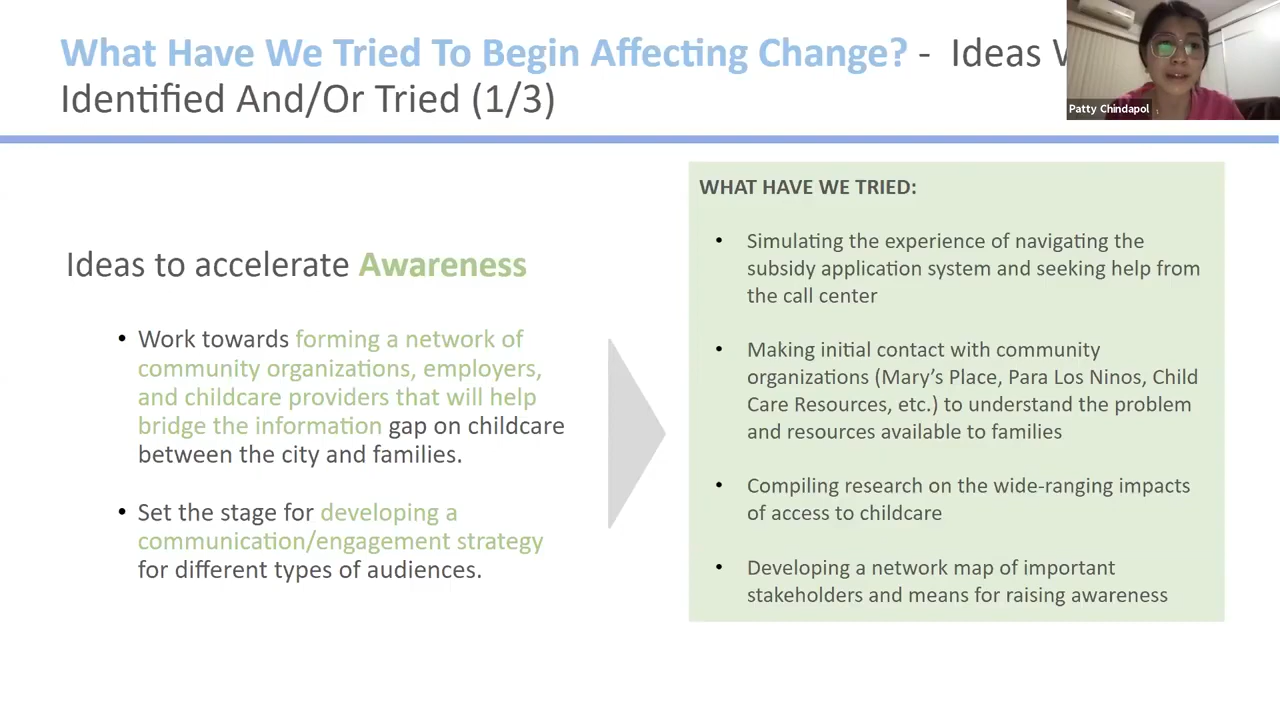 What Have We Tried To Begin Affecting Change? - Ideas
Identified And/Or Tried (1/3)
Patty Chindapol
Ideas to accelerate Awareness
• Work towards forming a network of
community organizations, employers,
and childcare providers that will help
bridge the information gap on childcare
between the city and families.
• Set the stage for developing a
communication/engagement strategy
for different types of audiences.
WHAT HAVE WE TRIED:
• Simulating the experience of navigating the
subsidy application system and seeking help from
the call center
• Making initial contact with community
organizations (Mary’s Place, Para Los Ninos, Child
Care Resources, etc.) to understand the problem
and resources available to families
• Compiling research on the wide-ranging impacts
of access to childcare
• Developing a network map of important
stakeholders and means for raising awareness